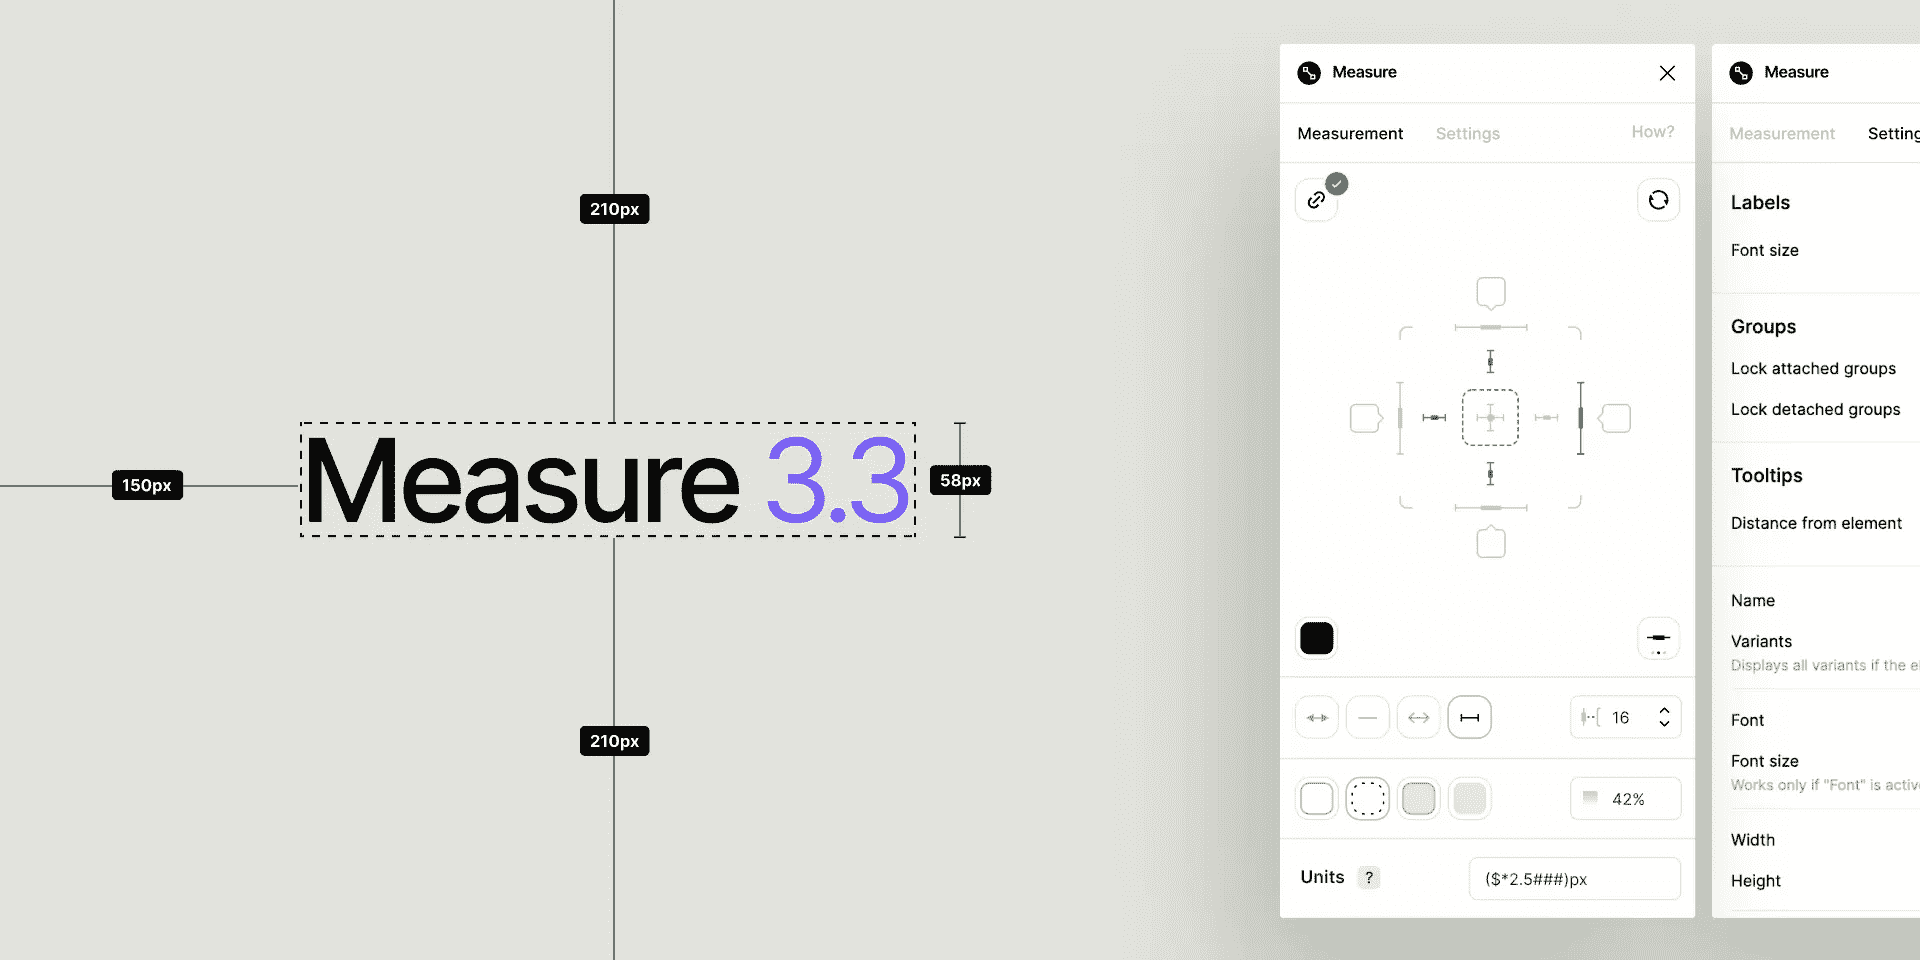 210px
150px
Measure 3.3
58px
210px
Measure
Measurement Settings How?
16
42%
Units ? ($*2.5###)px
Measure
Measurement Setting
Labels
Font size
Groups
Lock attached groups
Lock detached groups
Tooltips
Distance from element
Name
Variants
Displays all variants if the el
Font
Font size
Works only if "Font" is active
Width
Height